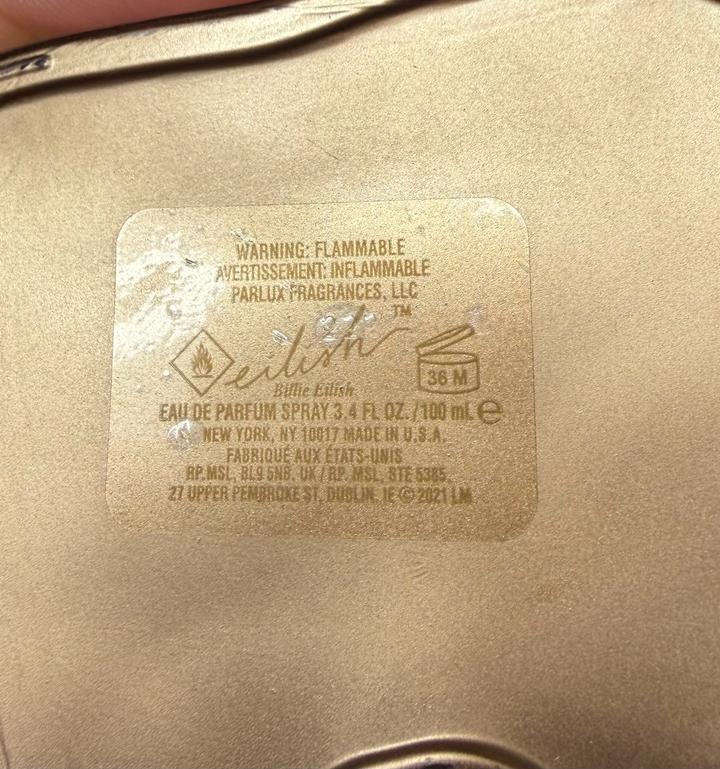 WARNING: FLAMMABLE
AVERTISSEMENT: INFLAMMABLE
PARLUX FRAGRANCES, LLC
eilish™
Billie Eilish
36 M
EAU DE PARFUM SPRAY 3.4 FL OZ. / 100 mL ℮
NEW YORK, NY 10017 MADE IN U.S.A.
FABRIQUÉ AUX ÉTATS-UNIS
RP. MSL, BL9 5NB, UK / RP. MSL, STE 5385
27 UPPER PEMBROKE ST, DUBLIN, IE © 2021 LM